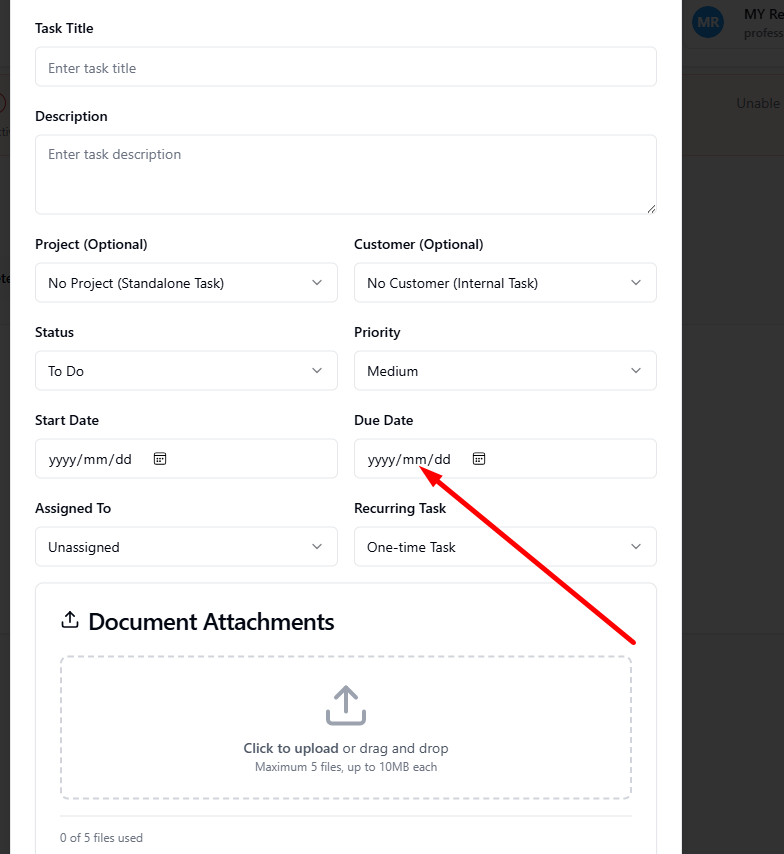 Task Title
MR
MY Re
profess
Enter task title
Unable
Description
Enter task description
Project (Optional)
Customer (Optional)
No Project (Standalone Task)
No Customer (Internal Task)
Status
Priority
To Do
Medium
Start Date
Due Date
yyyy/mm/dd
yyyy/mm/dd
Assigned To
Recurring Task
Unassigned
One-time Task
Document Attachments
Click to upload or drag and drop
Maximum 5 files, up to 10MB each
0 of 5 files used